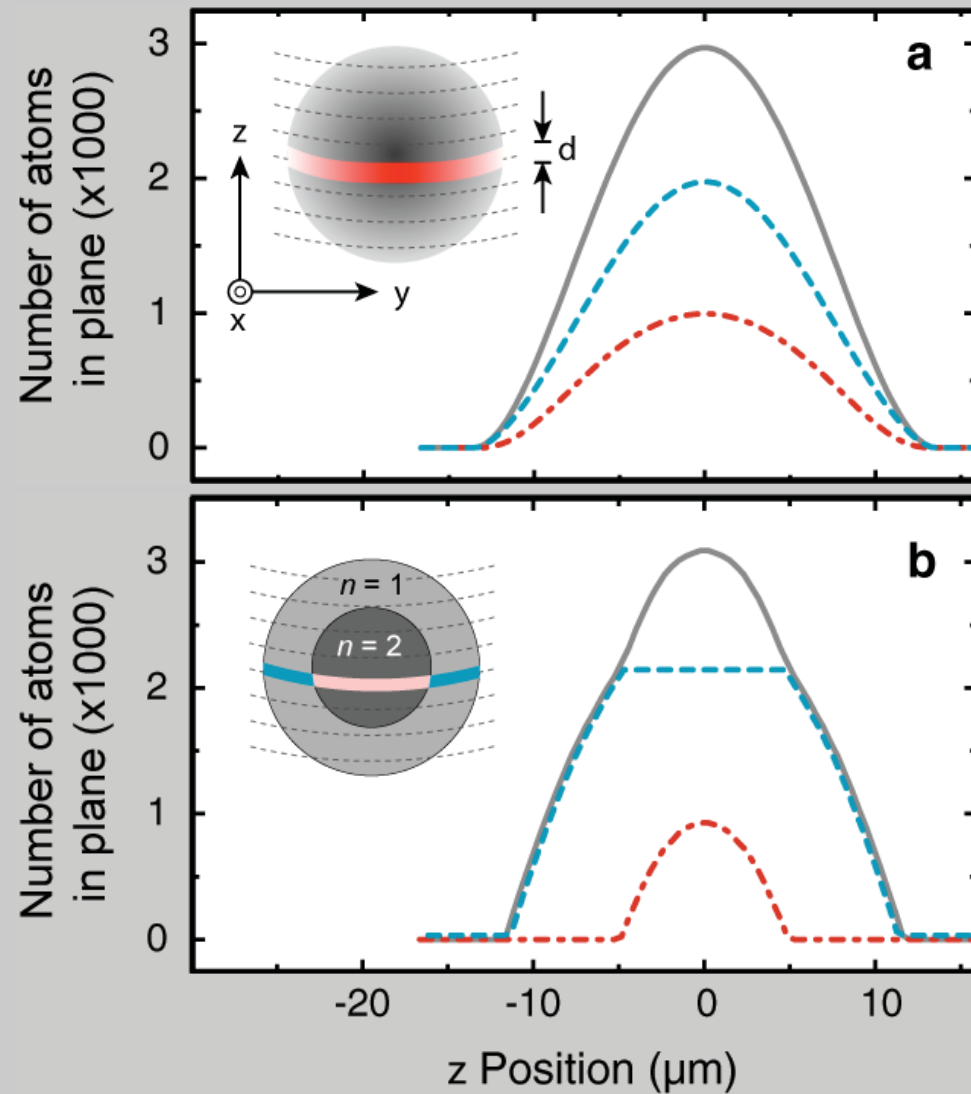 a
Number of atoms
in plane (x1000)
3
2
1
0
z
y
x
d
b
Number of atoms
in plane (x1000)
3
2
1
0
n = 1
n = 2
-20
-10
0
10
z Position (μm)